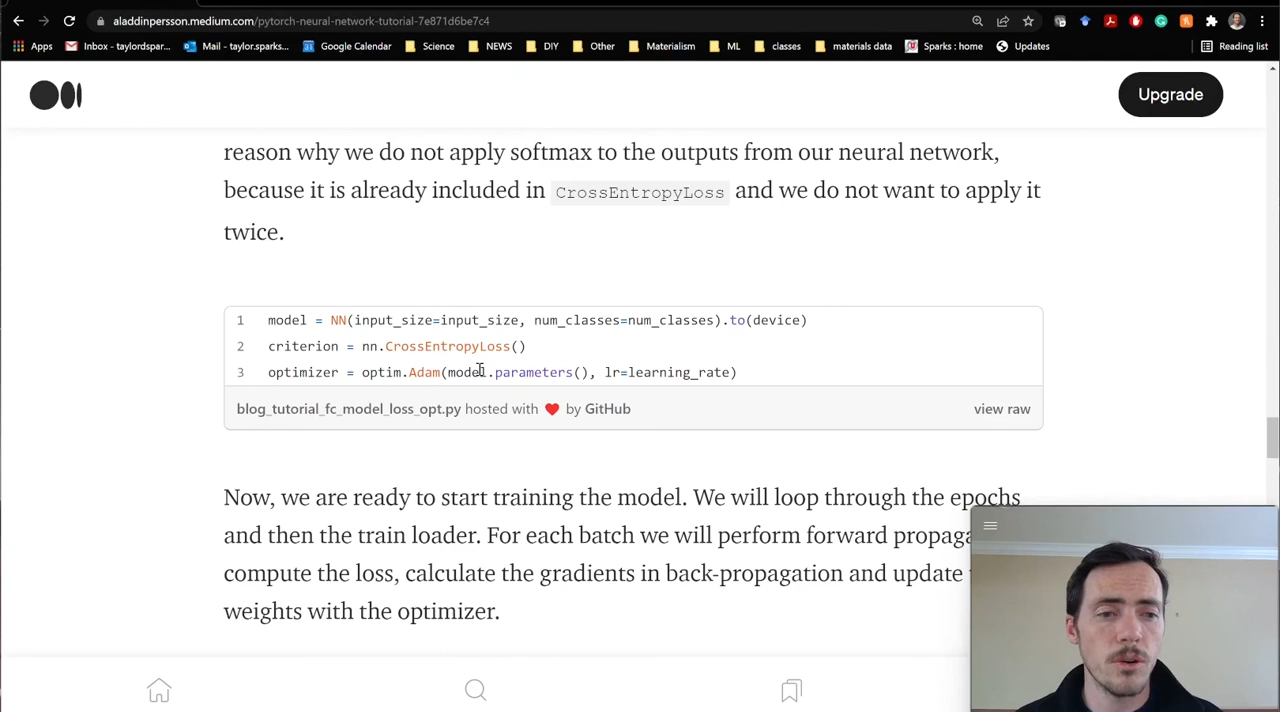 aladdinpersson.medium.com/pytorch-neural-network-tutorial-7e871d6be7c4
Apps Inbox - taylordspar... Mail - taylor.sparks... Google Calendar Science NEWS DIY Other Materialism ML classes materials data Sparks : home Updates Reading list
Upgrade
reason why we do not apply softmax to the outputs from our neural network,
because it is already included in CrossEntropyLoss and we do not want to apply it
twice.
1 model = NN(input_size=input_size, num_classes=num_classes).to(device)
2 criterion = nn.CrossEntropyLoss()
3 optimizer = optim.Adam(model.parameters(), lr=learning_rate)
blog_tutorial_fc_model_loss_opt.py hosted with ❤ by GitHub view raw
Now, we are ready to start training the model. We will loop through the epochs
and then the train loader. For each batch we will perform forward propaga
compute the loss, calculate the gradients in back-propagation and update
weights with the optimizer.